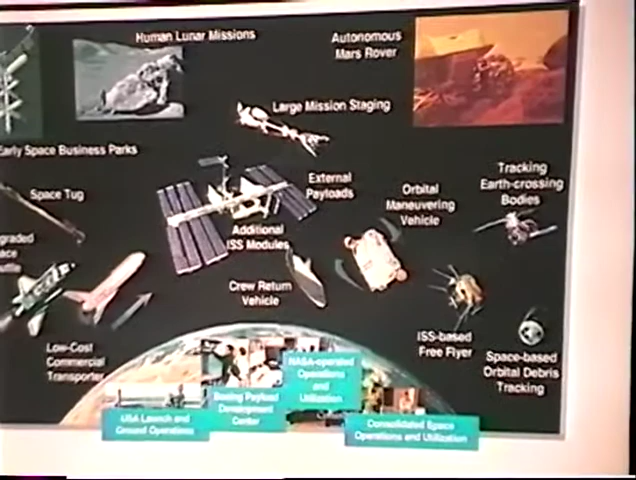 Human Lunar Missions
Autonomous
Mars Rover
Large Mission Staging
Early Space Business Parks
Tracking
Earth-crossing
Bodies
External
Payloads
Orbital
Maneuvering
Vehicle
Space Tug
Additional
ISS Modules
graded
ace
uttle
Crew Return
Vehicle
Low-Cost
Commercial
Transporter
ISS-based
Free Flyer
Space-based
Orbital Debris
Tracking
NASA-operated
Operations
and
Utilization
Boeing Payload
Development
Center
USA Launch and
Ground Operations
Consolidated Space
Operations and Utilization